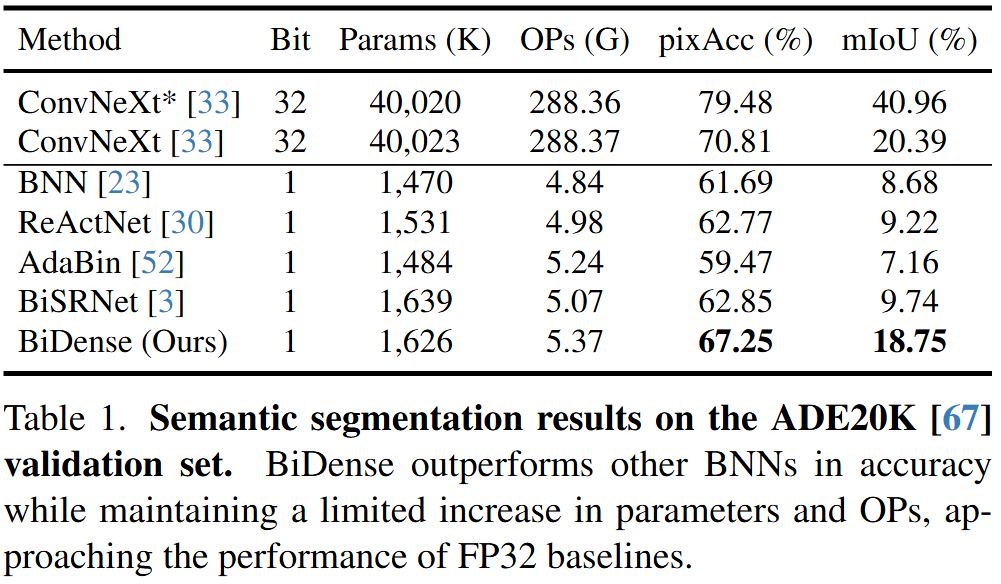 Method Bit Params (K) OPs (G) pixAcc (%) mIoU (%)
ConvNeXt* [33] 32 40,020 288.36 79.48 40.96
ConvNeXt [33] 32 40,023 288.37 70.81 20.39
BNN [23] 1 1,470 4.84 61.69 8.68
ReActNet [30] 1 1,531 4.98 62.77 9.22
AdaBin [52] 1 1,484 5.24 59.47 7.16
BiSRNet [3] 1 1,639 5.07 62.85 9.74
BiDense (Ours) 1 1,626 5.37 67.25 18.75
Table 1. Semantic segmentation results on the ADE20K [67]
validation set. BiDense outperforms other BNNs in accuracy
while maintaining a limited increase in parameters and OPs, ap-
proaching the performance of FP32 baselines.